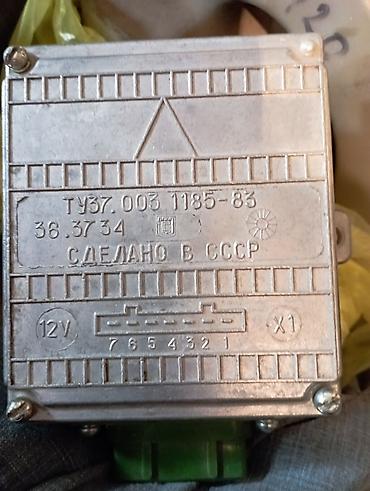 ТУ37.003 1185-83
36.3734
СДЕЛАНО В СССР
12V
X1
7 6 5 4 3 2 1